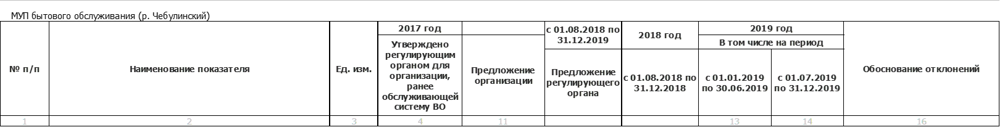 МУП бытового обслуживания (р. Чебулинский)
№ п/п
Наименование показателя
Ед. изм.
2017 год
Утверждено
регулирующим
органом для
организации,
ранее
обслуживающей
систему ВО
Предложение
организации
с 01.08.2018 по
31.12.2019
Предложение
регулирующего
органа
2018 год
с 01.08.2018 по
31.12.2018
2019 год
В том числе на период
с 01.01.2019
по 30.06.2019
с 01.07.2019
по 31.12.2019
Обоснование отклонений
1 2 3 4 11 13 14 16